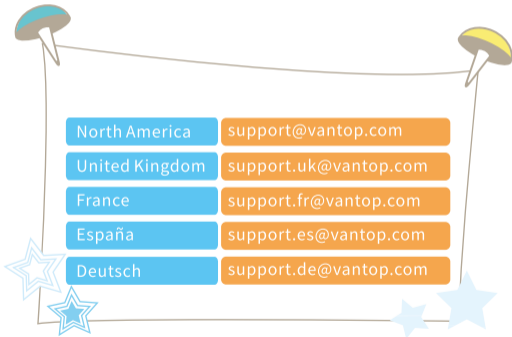 North America support@vantop.com
United Kingdom support.uk@vantop.com
France support.fr@vantop.com
España support.es@vantop.com
Deutsch support.de@vantop.com